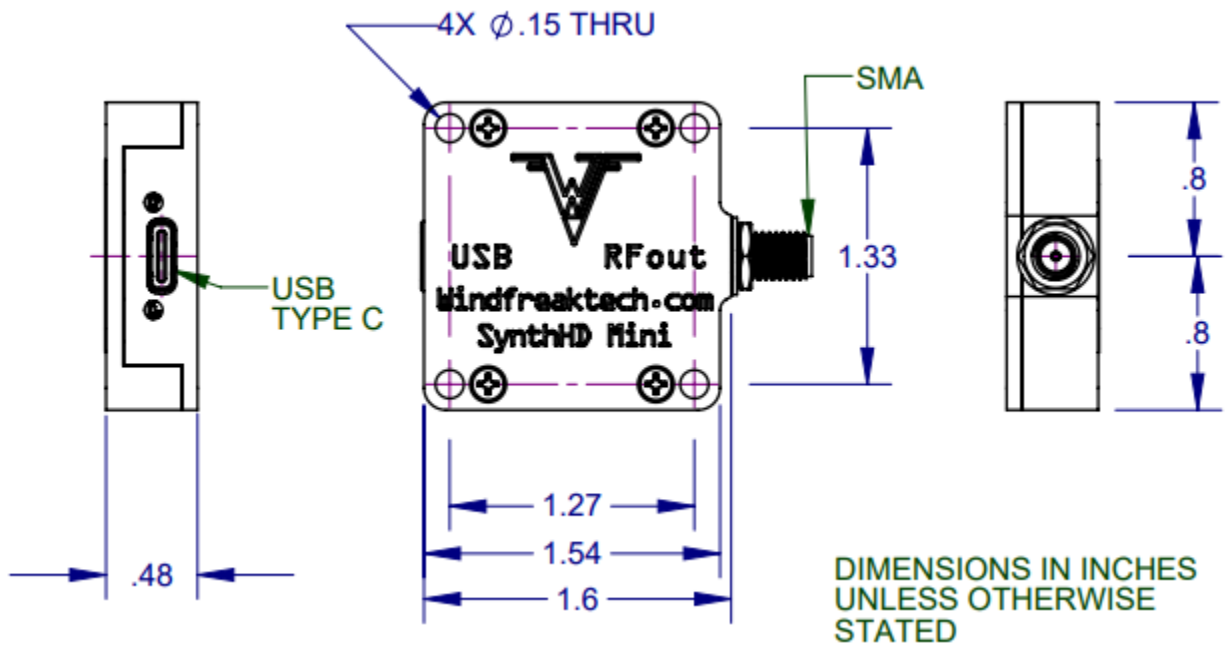 4X ⌀.15 THRU
SMA
.8
1.33
USB RFout
USB
TYPE C
Windfreaktech.com
SynthHD Mini
.8
1.27
1.54
.48
1.6
DIMENSIONS IN INCHES
UNLESS OTHERWISE
STATED